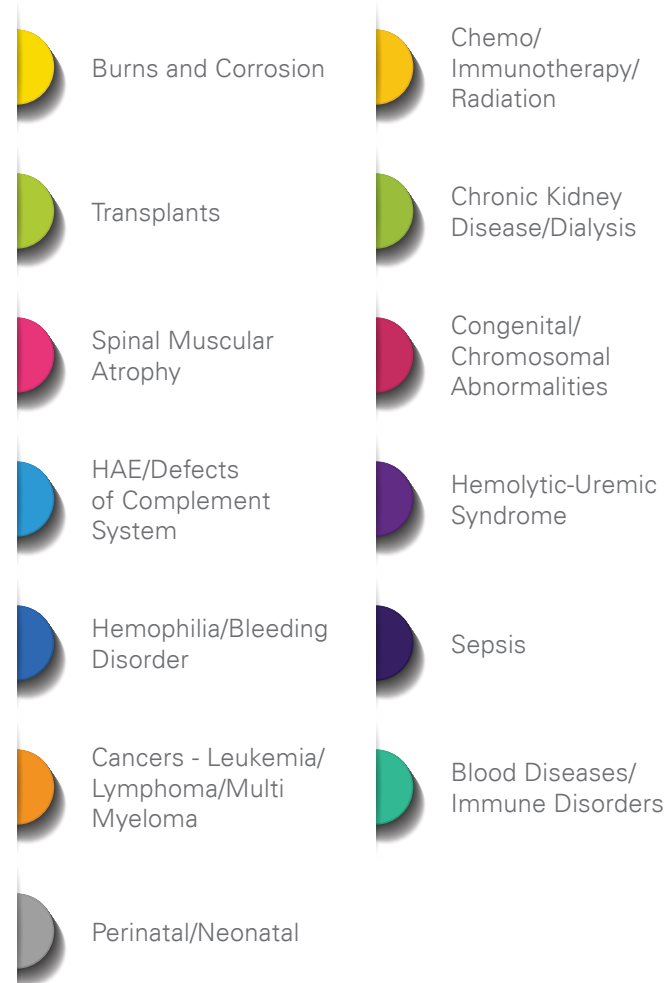 Burns and Corrosion
Transplants
Spinal Muscular
Atrophy
HAE/Defects
of Complement
System
Hemophilia/Bleeding
Disorder
Cancers - Leukemia/
Lymphoma/Multi
Myeloma
Perinatal/Neonatal
Chemo/
Immunotherapy/
Radiation
Chronic Kidney
Disease/Dialysis
Congenital/
Chromosomal
Abnormalities
Hemolytic-Uremic
Syndrome
Sepsis
Blood Diseases/
Immune Disorders